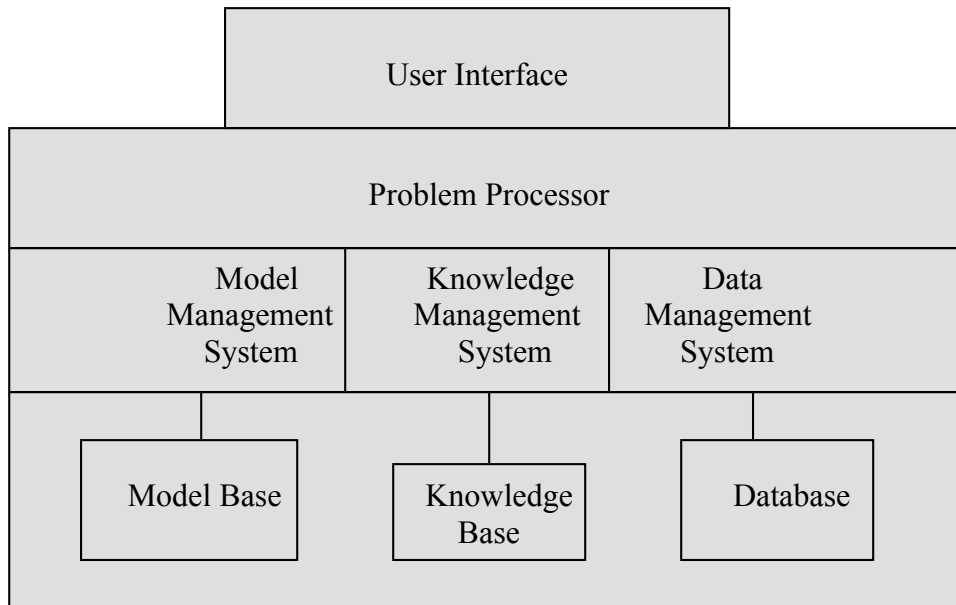 User Interface
Problem Processor
Model
Management
System
Knowledge
Management
System
Data
Management
System
Model Base
Knowledge
Base
Database